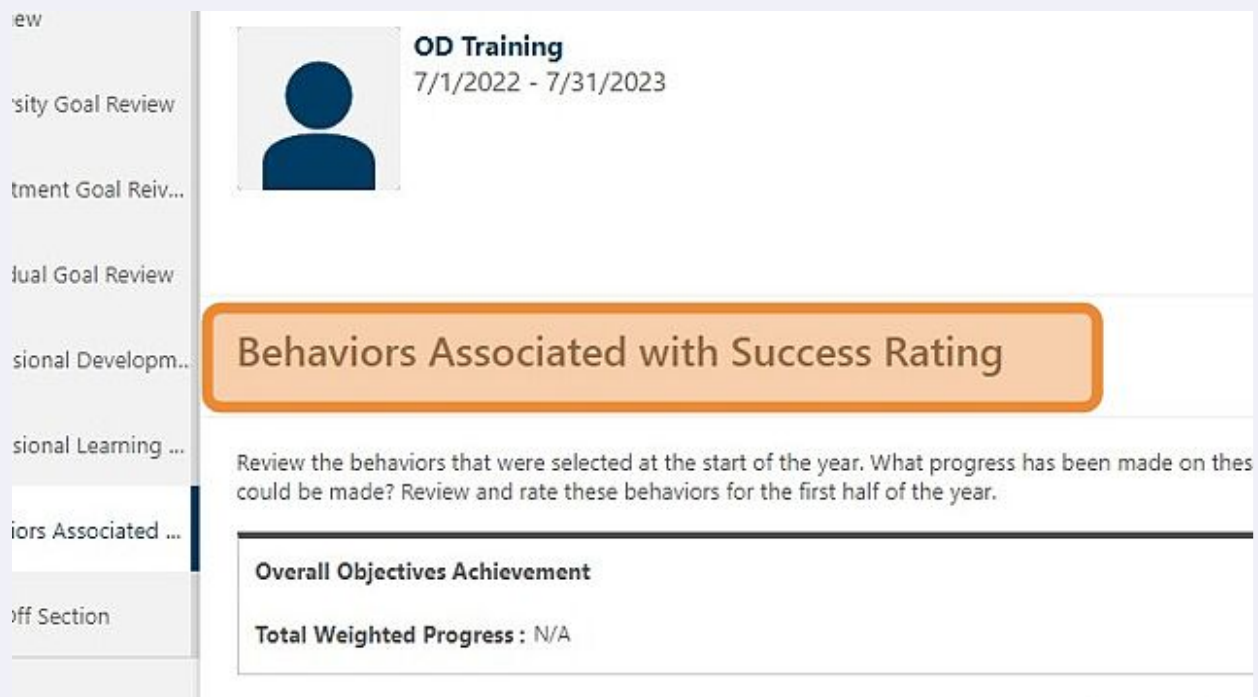 ew
OD Training
7/1/2022 - 7/31/2023
rsity Goal Review
tment Goal Reiv...
dual Goal Review
Behaviors Associated with Success Rating
sional Developm...
sional Learning ...
Review the behaviors that were selected at the start of the year. What progress has been made on thes
could be made? Review and rate these behaviors for the first half of the year.
iors Associated ...
Overall Objectives Achievement
Off Section
Total Weighted Progress : N/A